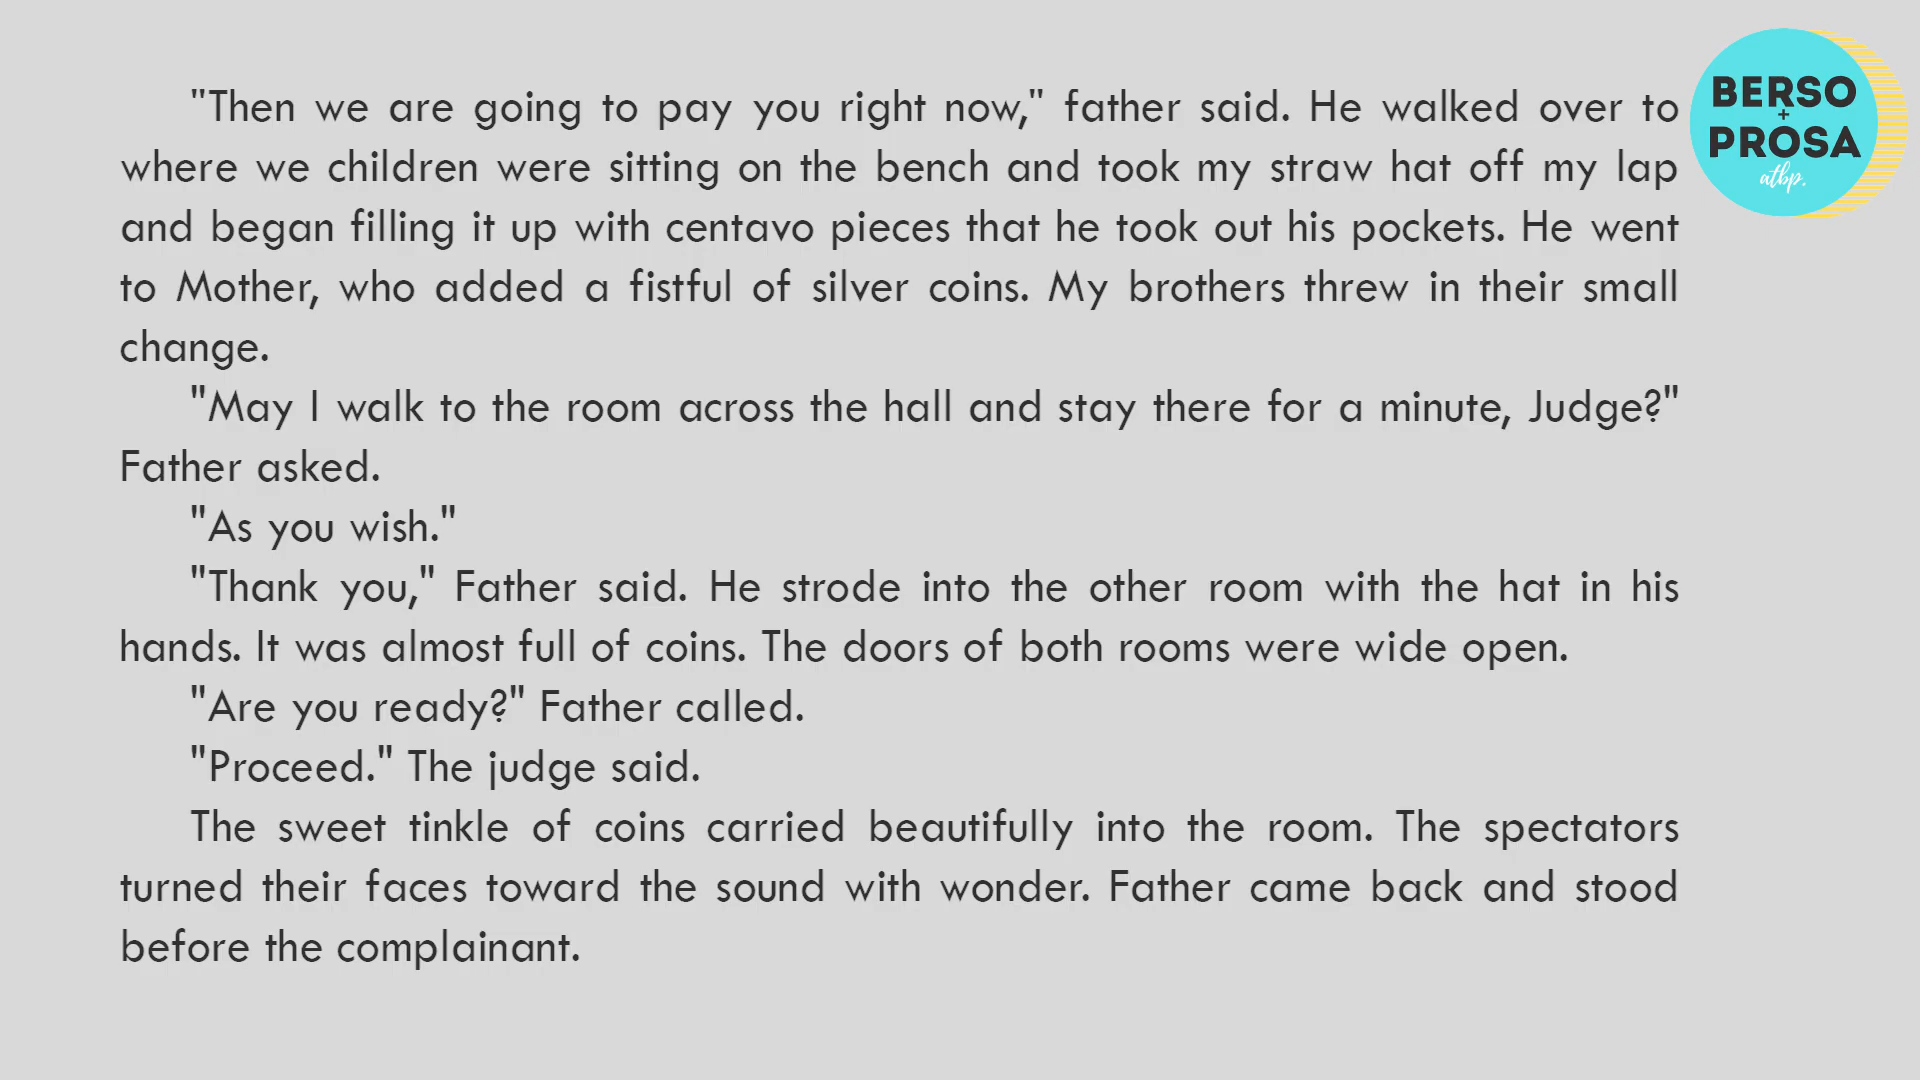 "Then we are going to pay you right now," father said. He walked over to
where we children were sitting on the bench and took my straw hat off my lap
and began filling it up with centavo pieces that he took out his pockets. He went
to Mother, who added a fistful of silver coins. My brothers threw in their small
change.
"May I walk to the room across the hall and stay there for a minute, Judge?"
Father asked.
"As you wish."
"Thank you," Father said. He strode into the other room with the hat in his
hands. It was almost full of coins. The doors of both rooms were wide open.
"Are you ready?" Father called.
"Proceed." The judge said.
The sweet tinkle of coins carried beautifully into the room. The spectators
turned their faces toward the sound with wonder. Father came back and stood
before the complainant.
BERSO
+
PROSA
atbp.